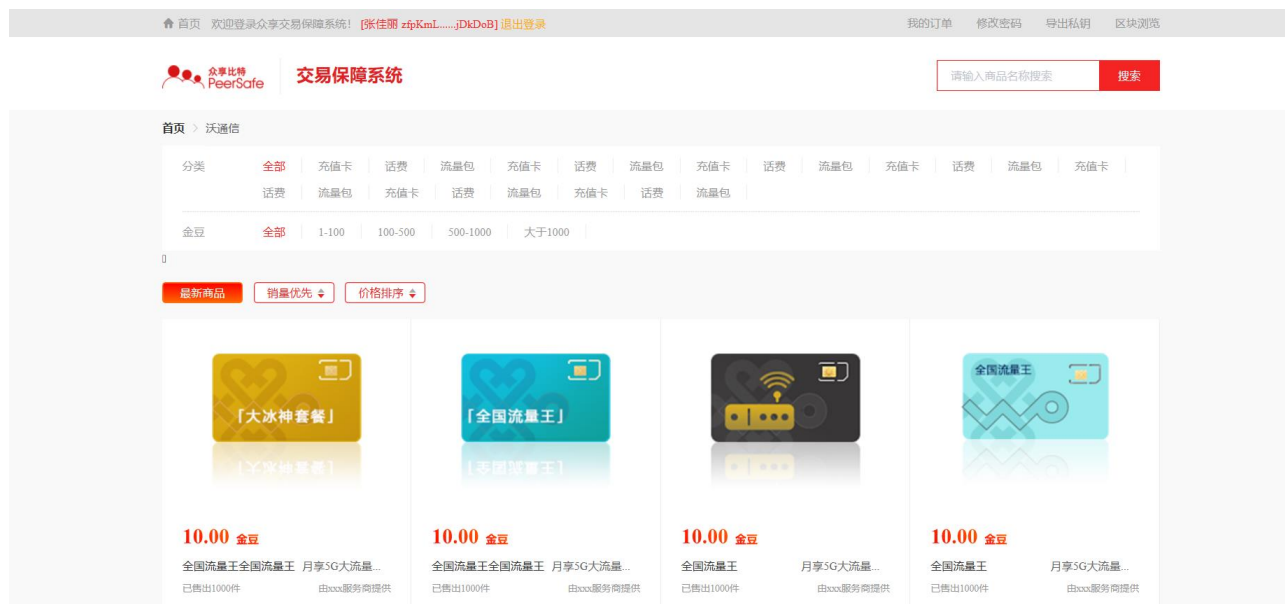 首页 欢迎登录众享交易保障系统! [张佳丽 zfpKmL......jDkDoB] 退出登录 我的订单 修改密码 导出私钥 区块浏览
众享比特
PeerSafe
交易保障系统
请输入商品名称搜索 搜索
首页 > 沃通信
分类 全部 充值卡 话费 流量包 充值卡 话费 流量包 充值卡 话费 流量包 充值卡 话费 流量包 充值卡
话费 流量包 充值卡 话费 流量包 充值卡 话费 流量包
金豆 全部 1-100 100-500 500-1000 大于1000
最新商品 销量优先 价格排序
「大冰神套餐」 「全国流量王」 全国流量王
10.00 金豆 10.00 金豆 10.00 金豆 10.00 金豆
全国流量王全国流量王 月享5G大流量... 全国流量王全国流量王 月享5G大流量... 全国流量王 月享5G大流量... 全国流量王 月享5G大流量...
已售出1000件 由xxx服务商提供 已售出1000件 由xxx服务商提供 已售出1000件 由xxx服务商提供 已售出1000件 由xxx服务商提供